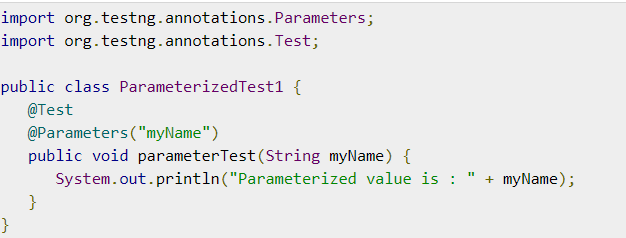 import org.testng.annotations.Parameters;
import org.testng.annotations.Test;

public class ParameterizedTest1 {
   @Test
   @Parameters("myName")
   public void parameterTest(String myName) {
      System.out.println("Parameterized value is : " + myName);
   }
}